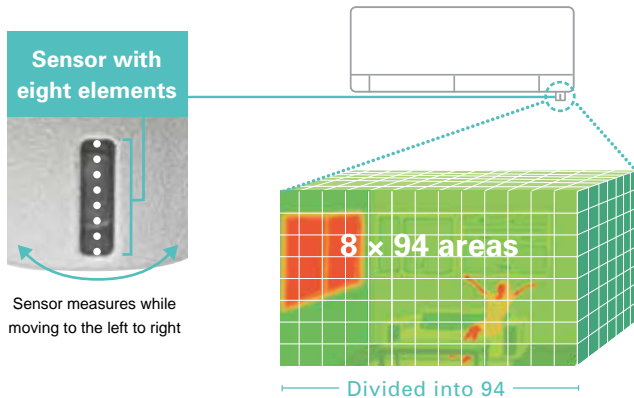 Sensor with
eight elements
8 × 94 areas
Sensor measures while
moving to the left to right
Divided into 94